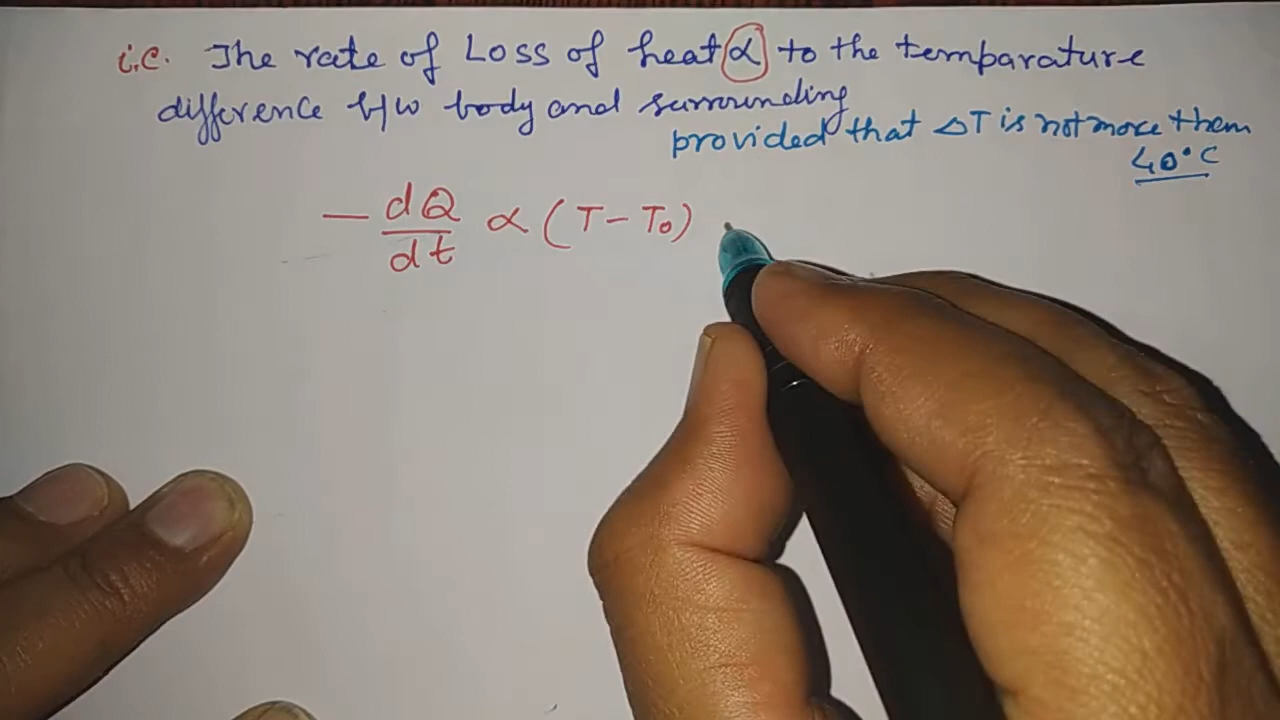 i.e. The rate of Loss of heat ∝ to the temparature
difference b/w body and surrounding
provided that ΔT is not more them
40°C
- dQ/dt ∝ (T - T₀)